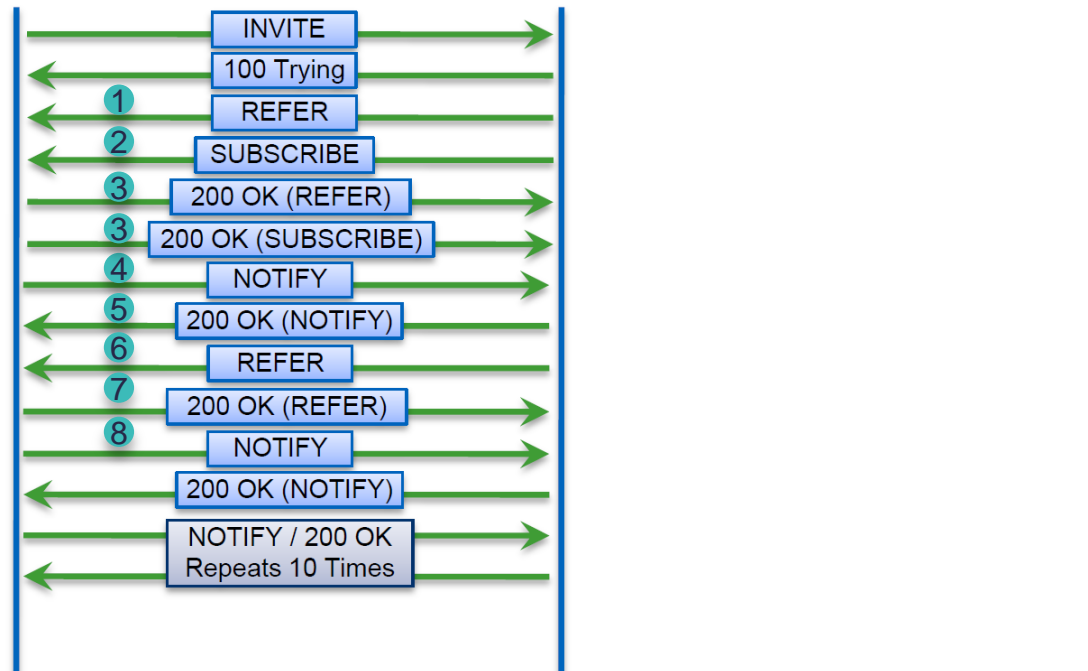 INVITE
100 Trying
1
REFER
2
SUBSCRIBE
3
200 OK (REFER)
3
200 OK (SUBSCRIBE)
4
NOTIFY
5
200 OK (NOTIFY)
6
REFER
7
200 OK (REFER)
8
NOTIFY
200 OK (NOTIFY)
NOTIFY / 200 OK
Repeats 10 Times